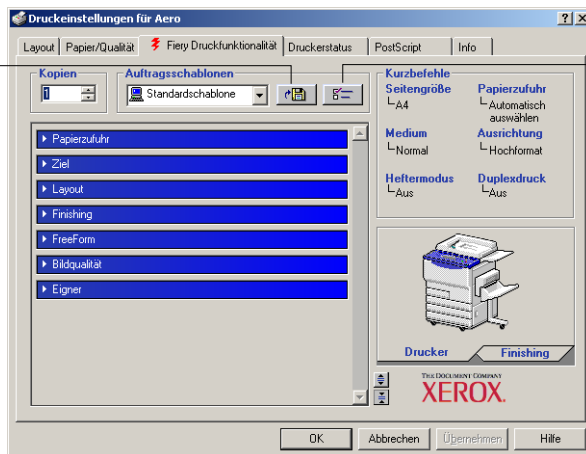 Druckeinstellungen für Aero
Layout
Papier/Qualität
Fiery Druckfunktionalität
Druckerstatus
PostScript
Info
Kopien
1
Auftragsschablonen
Standardschablone
Papierzufuhr
Ziel
Layout
Finishing
FreeForm
Bildqualität
Eigner
Kurzbefehle
Seitengröße
A4
Papierzufuhr
Automatisch
auswählen
Medium
Normal
Ausrichtung
Hochformat
Heftermodus
Aus
Duplexdruck
Aus
Drucker
Finishing
THE DOCUMENT COMPANY
XEROX.
OK
Abbrechen
Übernehmen
Hilfe